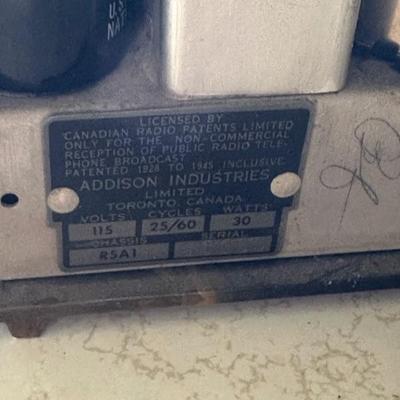 U.S.
NAT
LICENSED BY
CANADIAN RADIO PATENTS LIMITED
ONLY FOR THE NON-COMMERCIAL
RECEPTION OF PUBLIC RADIO TELE-
PHONE BROADCAST
PATENTED 1928 TO 1945 INCLUSIVE
ADDISON INDUSTRIES
LIMITED
TORONTO, CANADA
VOLTS CYCLES WATTS
115 25/60 30
CHASSIS SERIAL
R5A1